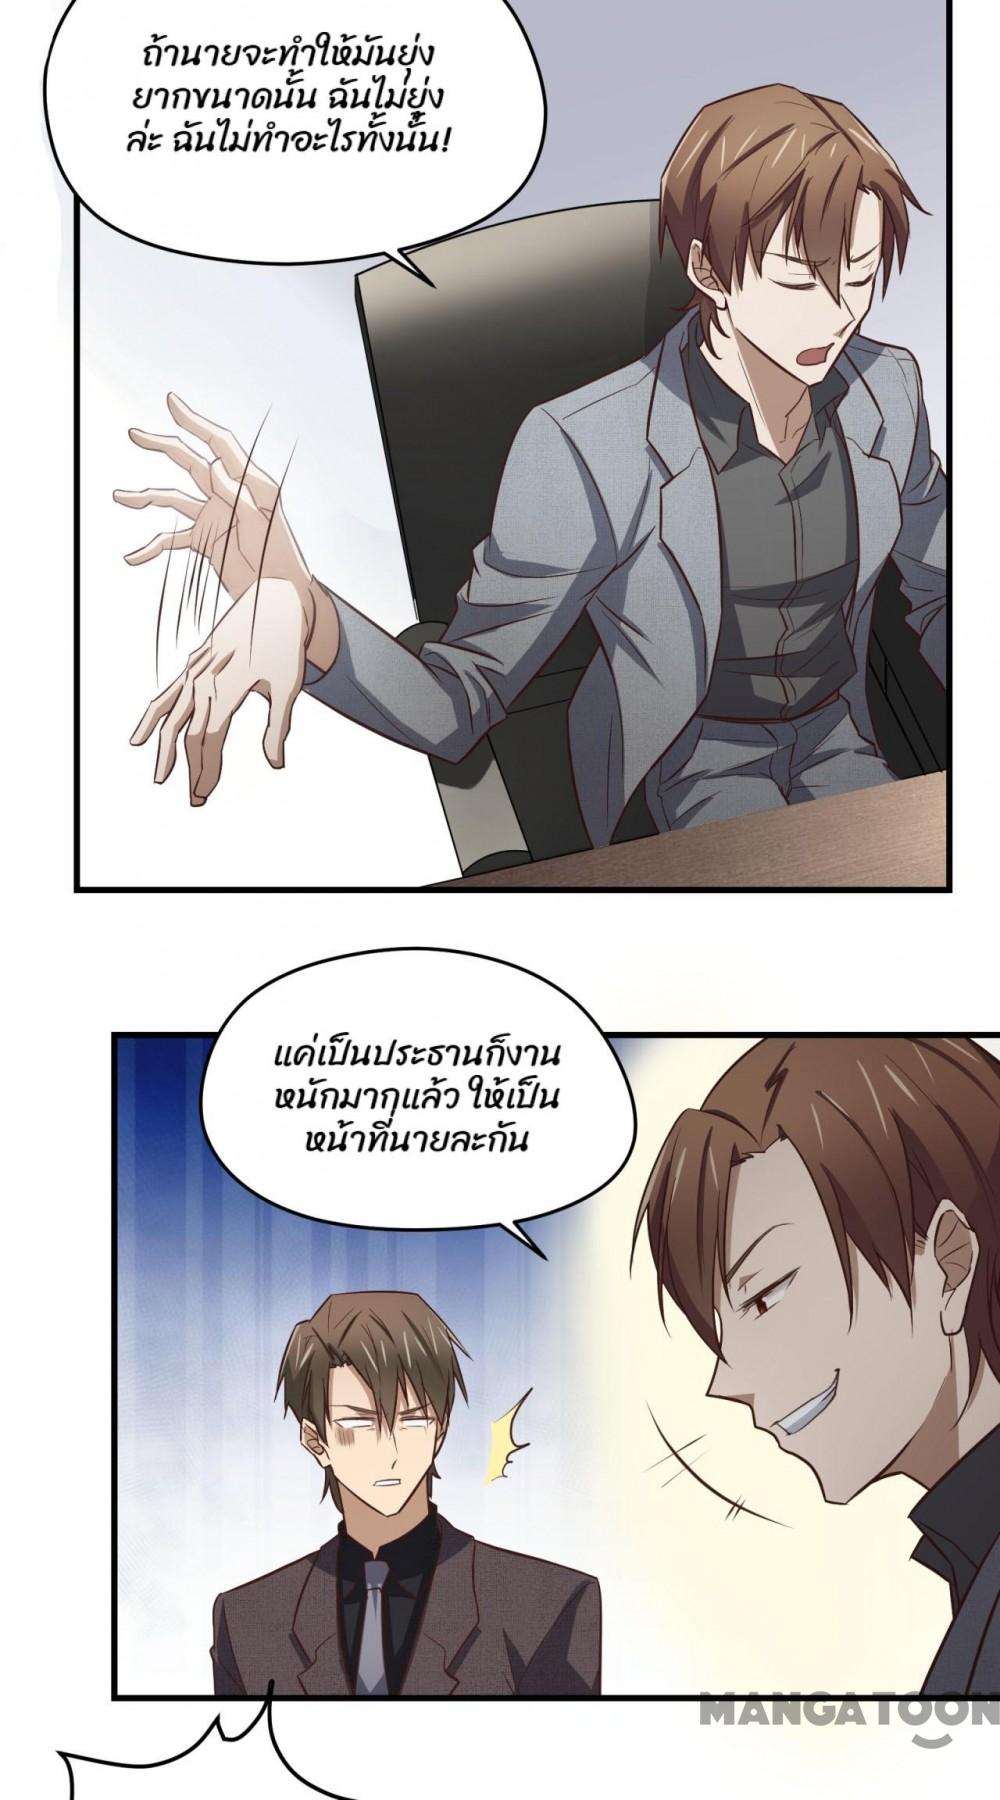 ถ้านายจะทำให้มันยุ่ง
ยากขนาดนั้น ฉันไม่ยุ่ง
ล่ะ ฉันไม่ทำอะไรทั้งนั้น!
แค่เป็นประธานก็งาน
หนักมากแล้ว ให้เป็น
หน้าที่นายละกัน
MANGATOON